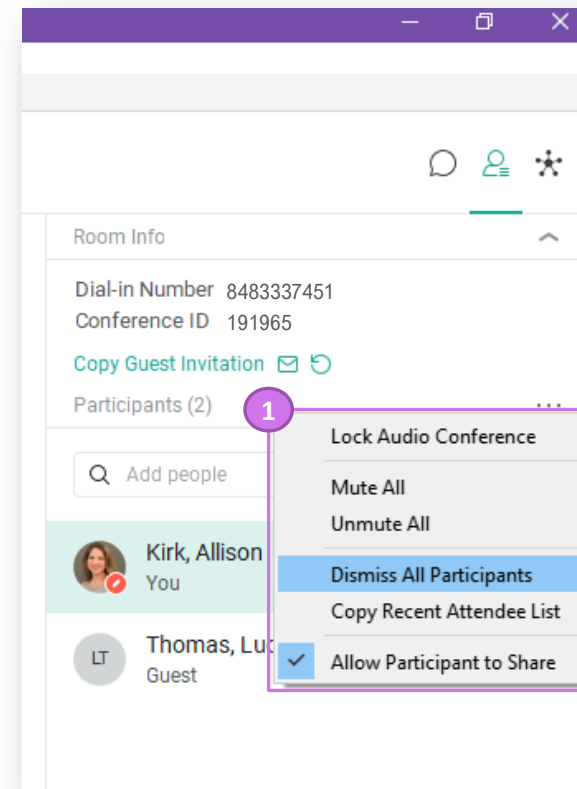 Room Info
Dial-in Number 8483337451
Conference ID 191965
Copy Guest Invitation
Participants (2)
1
...
Lock Audio Conference
Add people
Mute All
Unmute All
Kirk, Allison
You
Dismiss All Participants
Copy Recent Attendee List
LT
Thomas,
Guest
Allow Participant to Share